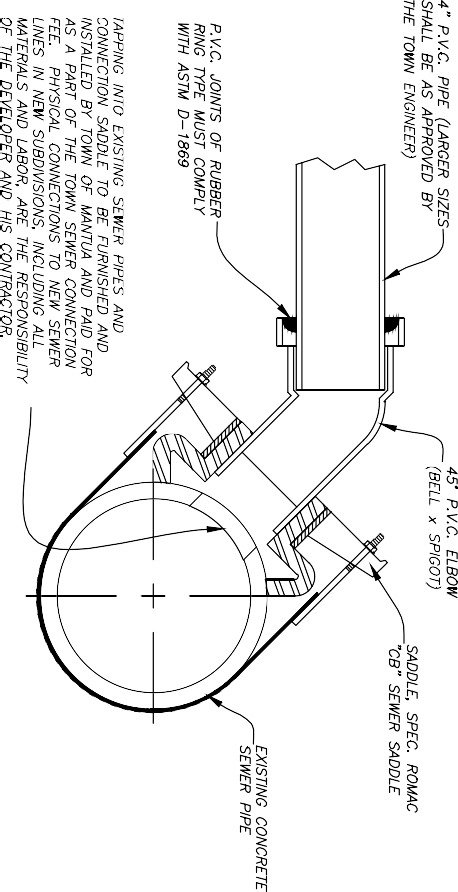 4" P.V.C. PIPE (LARGER SIZES
SHALL BE AS APPROVED BY
THE TOWN ENGINEER)
P.V.C. JOINTS OF RUBBER
RING TYPE MUST COMPLY
WITH ASTM D-1869
TAPPING INTO EXISTING SEWER PIPES AND
CONNECTION SADDLE TO BE FURNISHED AND
INSTALLED BY TOWN OF MANTUA AND PAID FOR
AS A PART OF THE TOWN SEWER CONNECTION
FEE. PHYSICAL CONNECTIONS TO NEW SEWER
LINES IN NEW SUBDIVISIONS, INCLUDING ALL
MATERIALS AND LABOR, ARE THE RESPONSIBILITY
OF THE DEVELOPER AND HIS CONTRACTOR.
45° P.V.C. ELBOW
(BELL x SPIGOT)
SADDLE, SPEC. ROMAC
"CB" SEWER SADDLE
EXISTING CONCRETE
SEWER PIPE